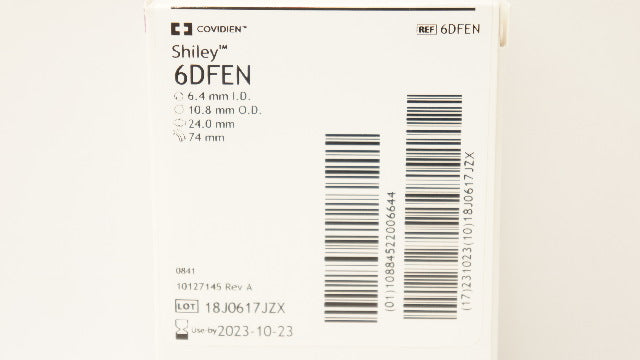 COVIDIEN™
REF 6DFEN
Shiley™
6DFEN
6.4 mm I.D.
10.8 mm O.D.
24.0 mm
74 mm
(01)10884522006644
(17)231023(10)18J0617JZX
0841
10127145 Rev A
LOT 18J0617JZX
Use by 2023-10-23